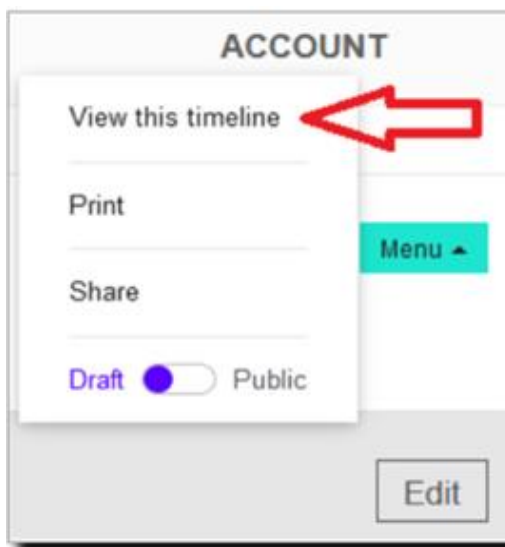 ACCOUNT
View this timeline
Print
Menu
Share
Draft Public
Edit